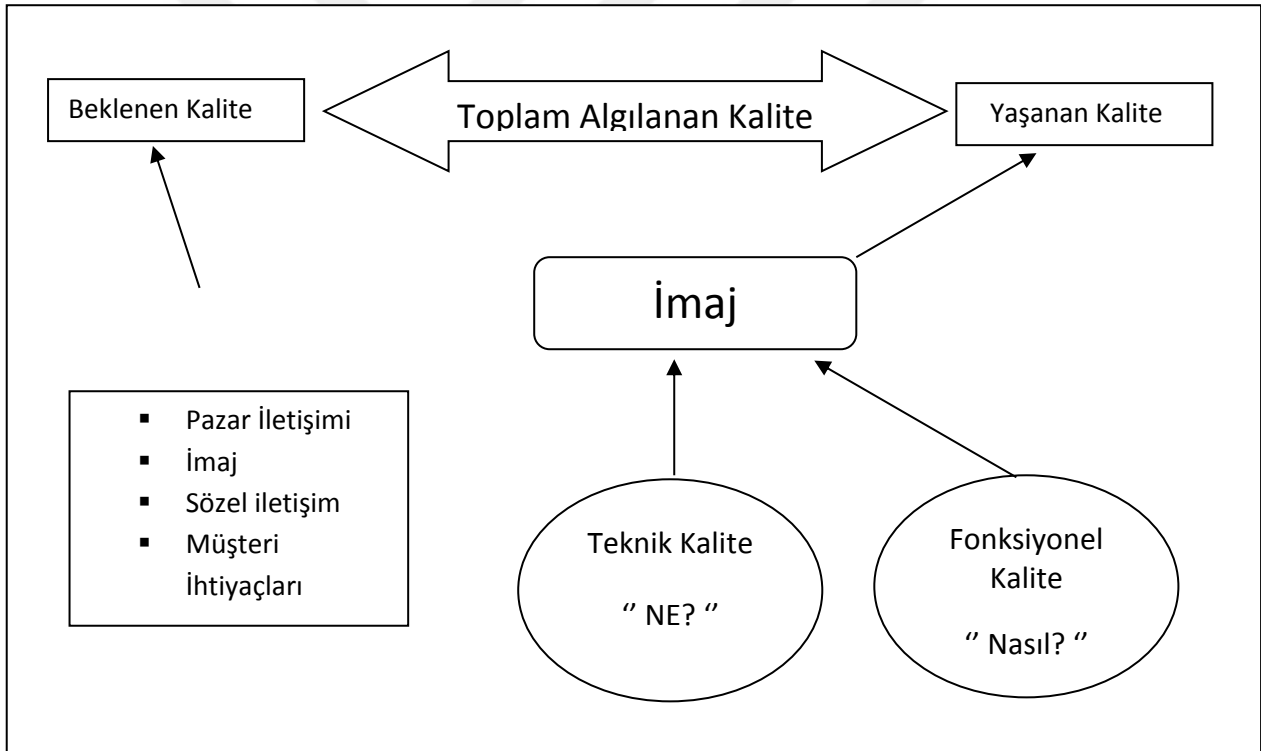 Beklenen Kalite
Toplam Algılanan Kalite
Yaşanan Kalite
İmaj
▪ Pazar İletişimi
▪ İmaj
▪ Sözel iletişim
▪ Müşteri
İhtiyaçları
Teknik Kalite
‘’ NE? ‘’
Fonksiyonel
Kalite
‘’ Nasıl? ‘’